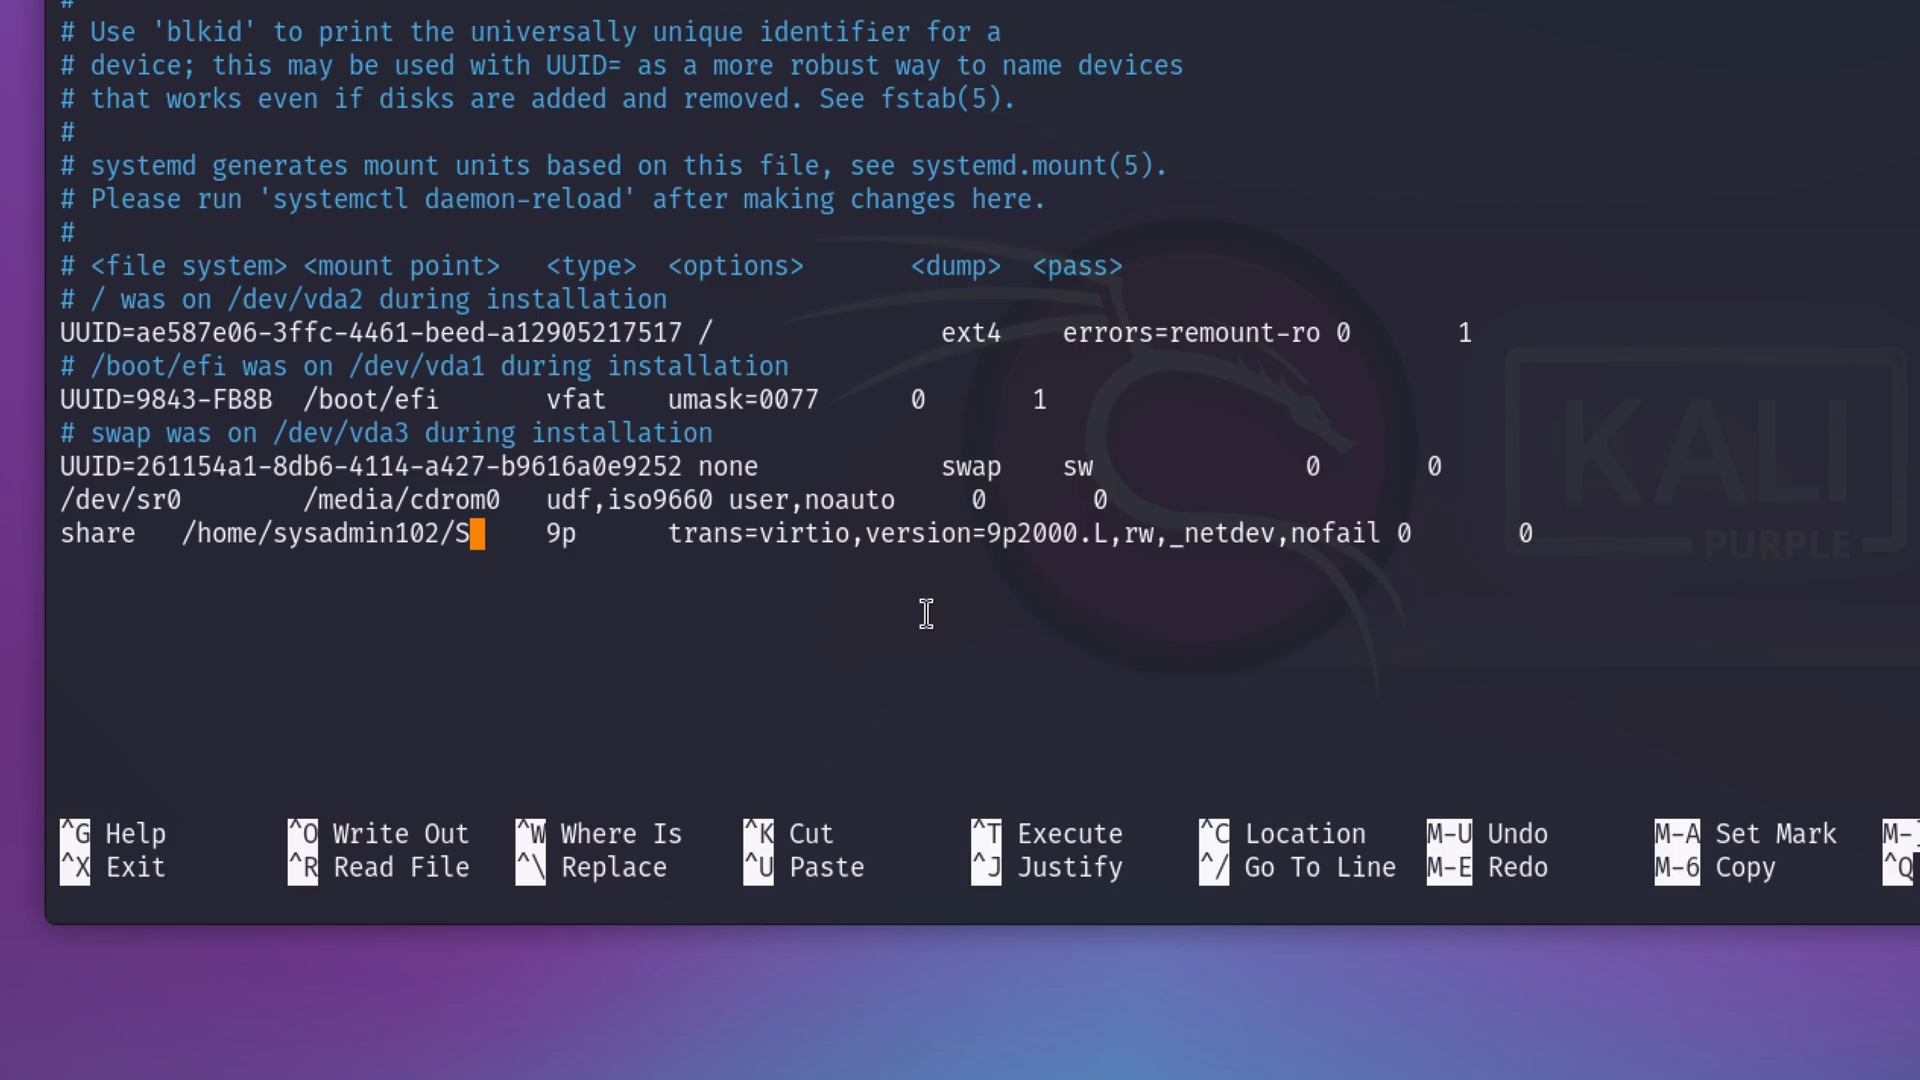 #
# Use 'blkid' to print the universally unique identifier for a
# device; this may be used with UUID= as a more robust way to name devices
# that works even if disks are added and removed. See fstab(5).
#
# systemd generates mount units based on this file, see systemd.mount(5).
# Please run 'systemctl daemon-reload' after making changes here.
#
# <file system> <mount point>   <type>  <options>       <dump>  <pass>
# / was on /dev/vda2 during installation
UUID=ae587e06-3ffc-4461-beed-a12905217517 /               ext4    errors=remount-ro 0       1
# /boot/efi was on /dev/vda1 during installation
UUID=9843-FB8B  /boot/efi       vfat    umask=0077      0       1
# swap was on /dev/vda3 during installation
UUID=261154a1-8db6-4114-a427-b9616a0e9252 none            swap    sw              0       0
/dev/sr0        /media/cdrom0   udf,iso9660 user,noauto     0       0
share   /home/sysadmin102/S     9p      trans=virtio,version=9p2000.L,rw,_netdev,nofail 0       0
KALI
PURPLE
^G Help        ^O Write Out   ^W Where Is    ^K Cut         ^T Execute     ^C Location    M-U Undo       M-A Set Mark   M-]
^X Exit        ^R Read File   ^\ Replace     ^U Paste       ^J Justify     ^/ Go To Line  M-E Redo       M-6 Copy       ^Q